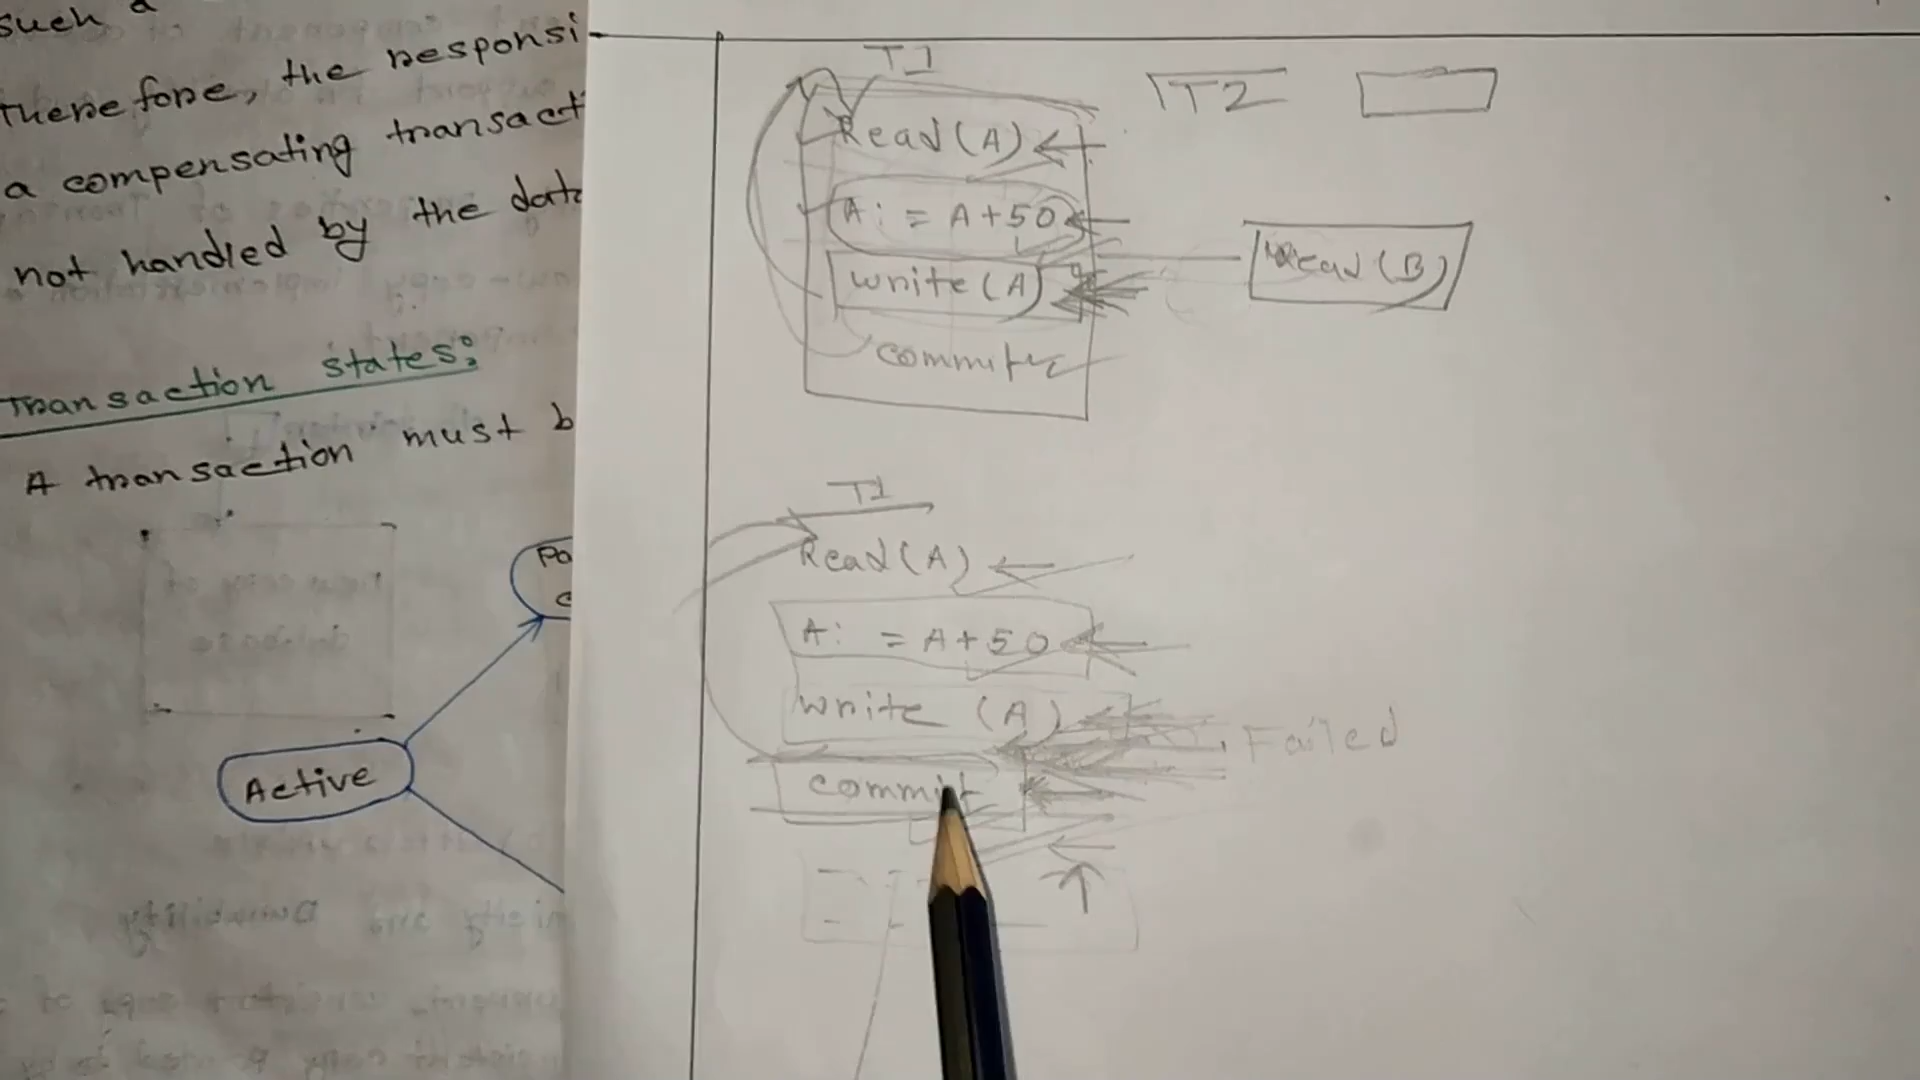 such a
therefore, the responsi
a compensating transact
not handled by the data
Transaction states:
A transaction must b
Pa
c
Active
T1
T2
Read (A)
A: = A+50
Read (B)
write (A)
commit
T1
Read (A)
A: = A+50
write (A)
Failed
commit